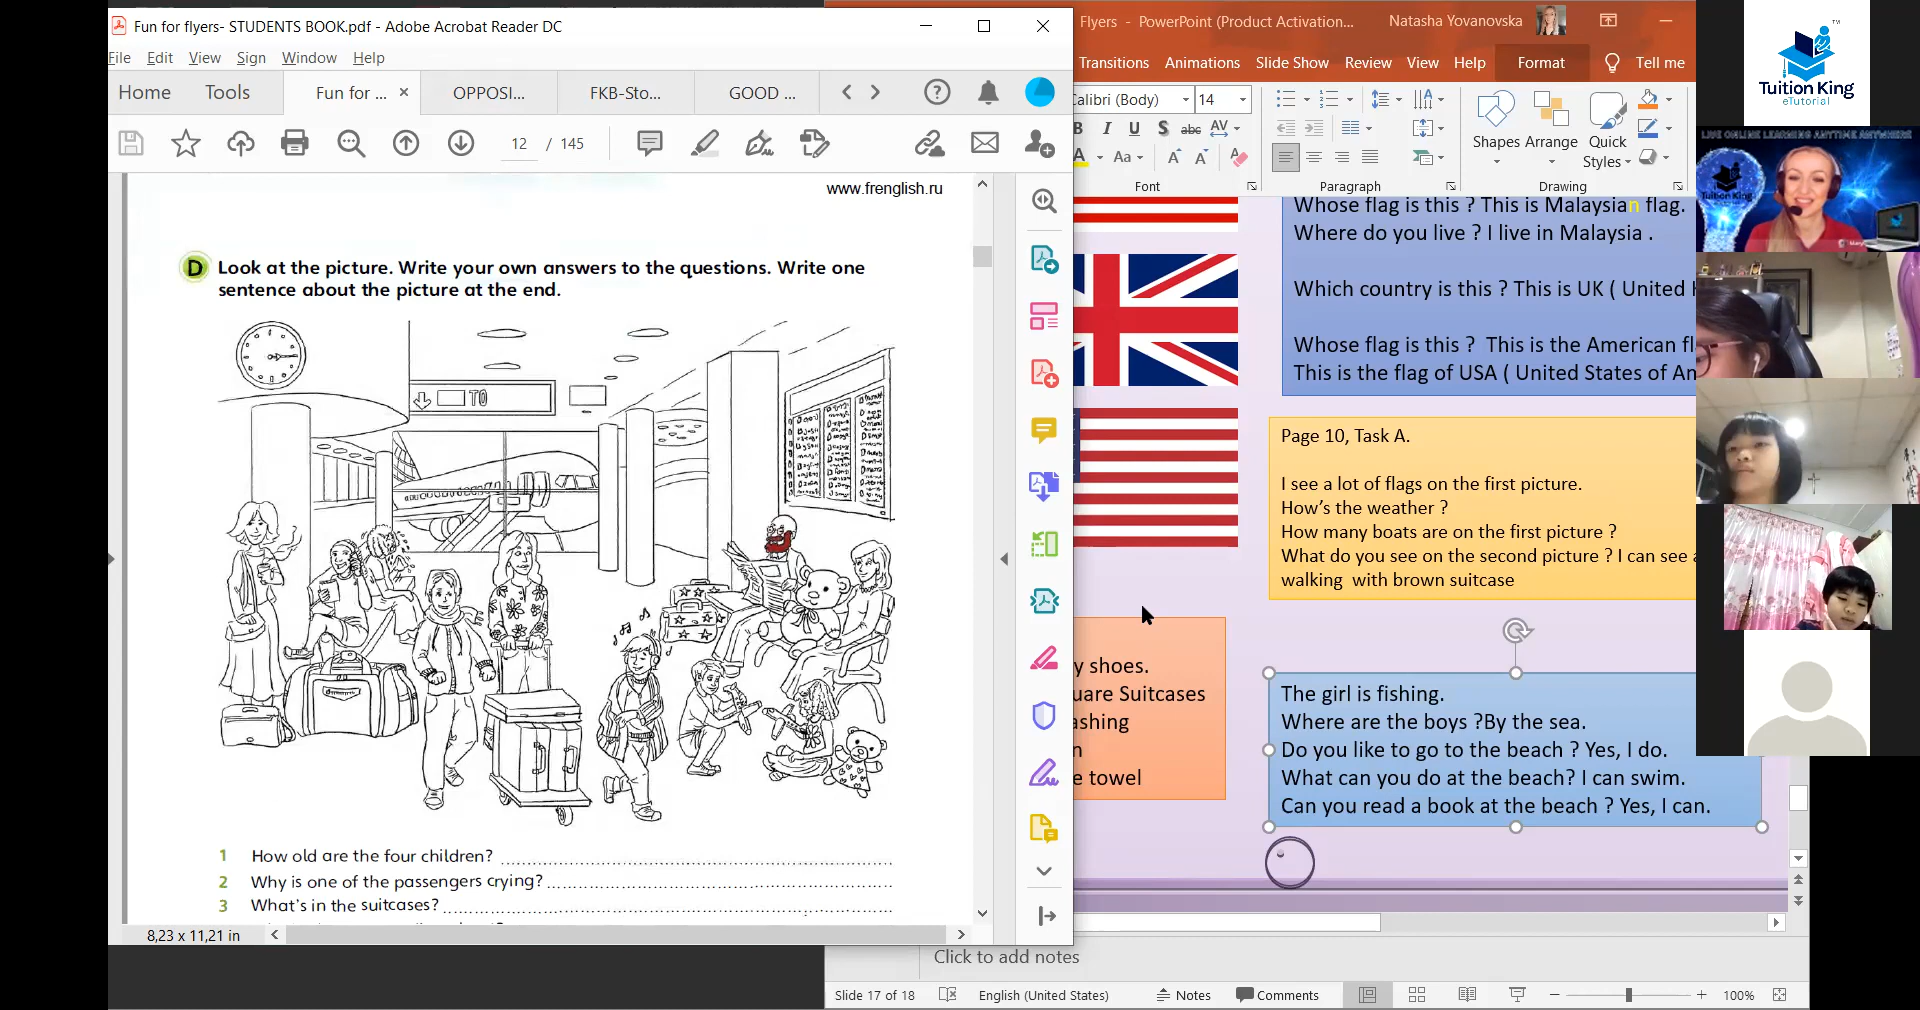 Fun for flyers- STUDENTS BOOK.pdf - Adobe Acrobat Reader DC
File Edit View Sign Window Help
Home Tools Fun for ... × OPPOSI... FKB-Sto... GOOD ...
12 / 145
www.frenglish.ru
D Look at the picture. Write your own answers to the questions. Write one
sentence about the picture at the end.
TO
1 How old are the four children?
2 Why is one of the passengers crying?
3 What's in the suitcases?
8,23 x 11,21 in
Flyers - PowerPoint (Product Activation... Natasha Yovanovska
Transitions Animations Slide Show Review View Help Format Tell me
Calibri (Body) 14
B I U S abc AV
A Aa A A
Shapes Arrange Quick
Styles
Font Paragraph Drawing
Whose flag is this ? This is Malaysian flag.
Where do you live ? I live in Malaysia .
Which country is this ? This is UK ( United
Whose flag is this ? This is the American fl
This is the flag of USA ( United States of Am
Page 10, Task A.
I see a lot of flags on the first picture.
How's the weather ?
How many boats are on the first picture ?
What do you see on the second picture ? I can see a
walking with brown suitcase
y shoes.
uare Suitcases
ashing
n
e towel
The girl is fishing.
Where are the boys ?By the sea.
Do you like to go to the beach ? Yes, I do.
What can you do at the beach? I can swim.
Can you read a book at the beach ? Yes, I can.
Click to add notes
Slide 17 of 18 English (United States) Notes Comments 100%
Tuition King
eTutorial
LIVE ONLINE LEARNING ANYTIME ANYWHERE
Tuition King